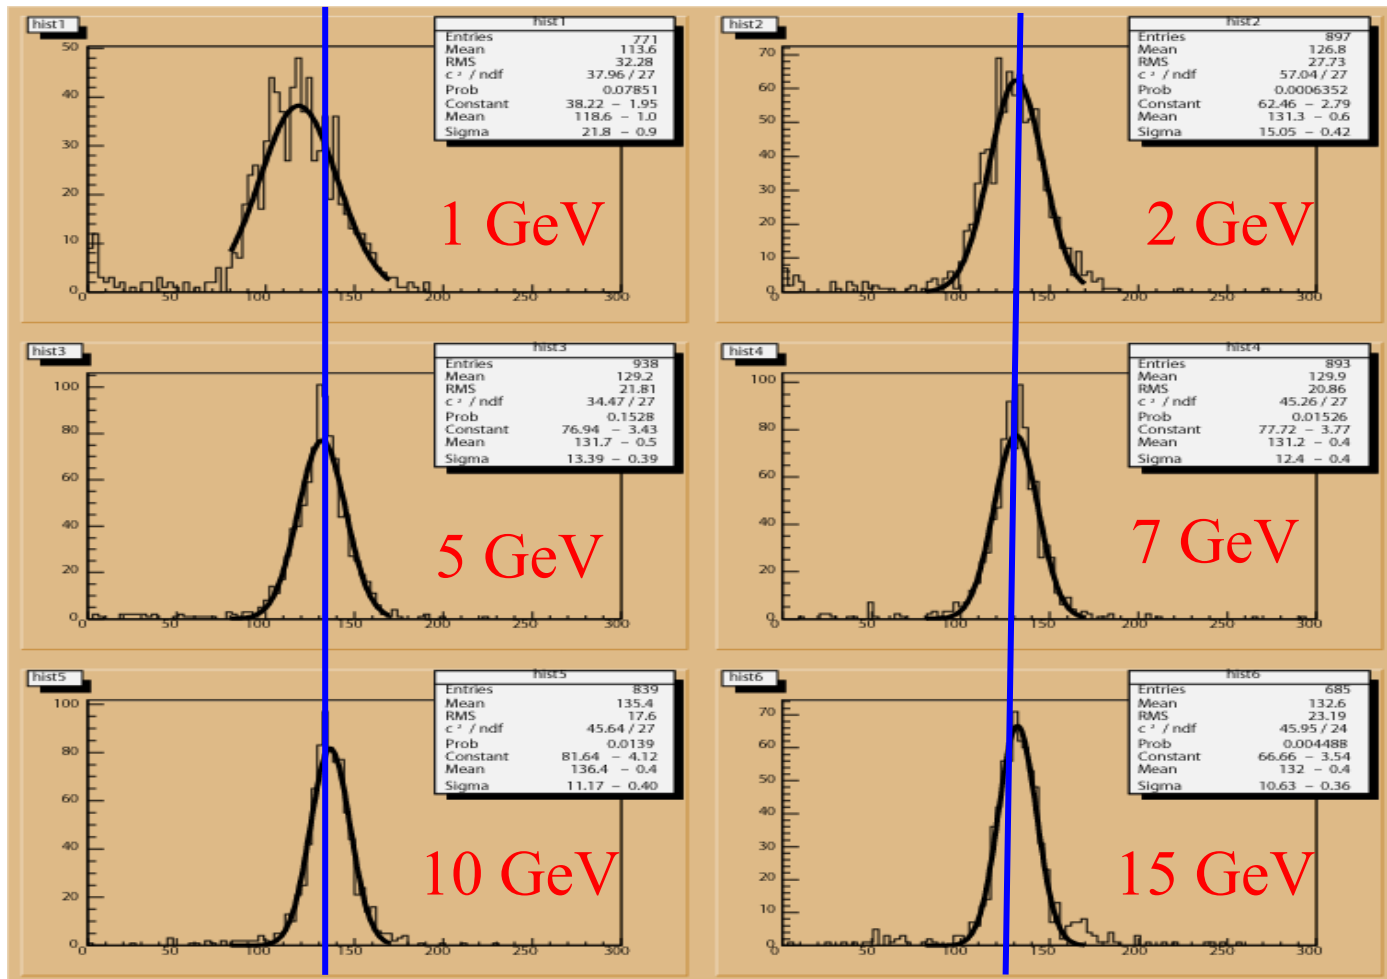 hist1
hist1
Entries 771
Mean 113.6
RMS 32.28
c² / ndf 37.96 / 27
Prob 0.07851
Constant 38.22 – 1.95
Mean 118.6 – 1.0
Sigma 21.8 – 0.9
50
40
30
20
10
0
1 GeV
0 50 100 150 200 250 300
hist2
hist2
Entries 897
Mean 126.8
RMS 27.73
c² / ndf 57.04 / 27
Prob 0.0006352
Constant 62.46 – 2.79
Mean 131.3 – 0.6
Sigma 15.05 – 0.42
70
60
50
40
30
20
10
0
2 GeV
0 50 100 150 200 250 300
hist3
hist3
Entries 938
Mean 129.2
RMS 21.81
c² / ndf 34.47 / 27
Prob 0.1528
Constant 76.94 – 3.43
Mean 131.7 – 0.5
Sigma 13.39 – 0.39
100
80
60
40
20
0
5 GeV
0 50 100 150 200 250 300
hist4
hist4
Entries 893
Mean 129.9
RMS 20.86
c² / ndf 45.26 / 27
Prob 0.01526
Constant 77.72 – 3.77
Mean 131.2 – 0.4
Sigma 12.4 – 0.4
100
80
60
40
20
0
7 GeV
0 50 100 150 200 250 300
hist5
hist5
Entries 839
Mean 135.4
RMS 17.6
c² / ndf 45.64 / 27
Prob 0.0139
Constant 81.64 – 4.12
Mean 136.4 – 0.4
Sigma 11.17 – 0.40
100
80
60
40
20
0
10 GeV
0 50 100 150 200 250 300
hist6
hist6
Entries 685
Mean 132.6
RMS 23.19
c² / ndf 45.95 / 24
Prob 0.004488
Constant 66.66 – 3.54
Mean 132 – 0.4
Sigma 10.63 – 0.36
70
60
50
40
30
20
10
0
15 GeV
0 50 100 150 200 250 300